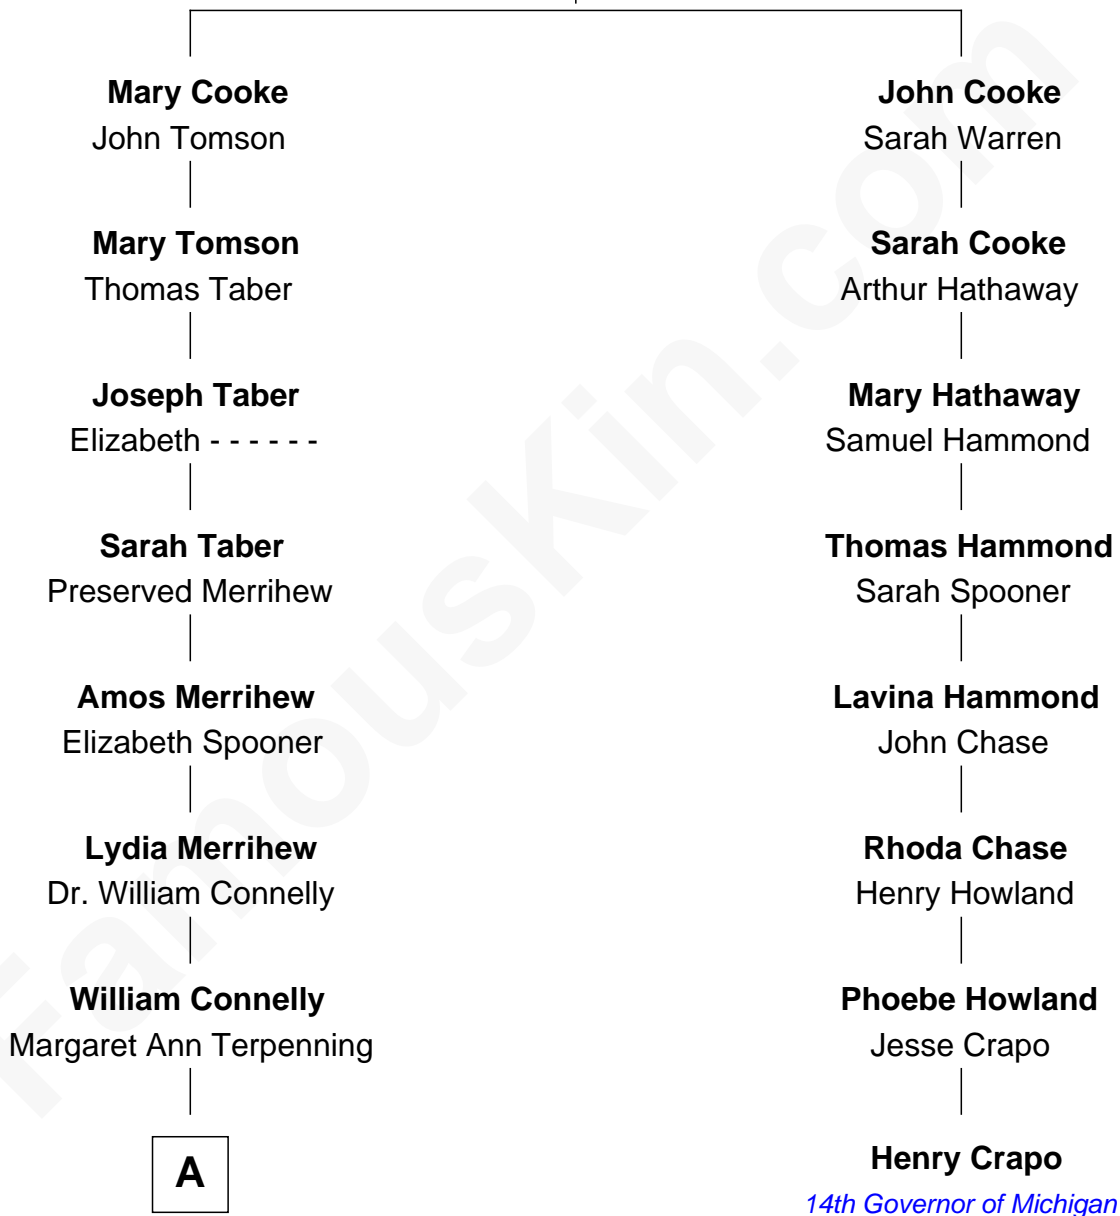 Mary Cooke
John Tomson
Mary Tomson
Thomas Taber
Joseph Taber
Elizabeth - - - - - -
Sarah Taber
Preserved Merrihew
Amos Merrihew
Elizabeth Spooner
Lydia Merrihew
Dr. William Connelly
William Connelly
Margaret Ann Terpenning
A
John Cooke
Sarah Warren
Sarah Cooke
Arthur Hathaway
Mary Hathaway
Samuel Hammond
Thomas Hammond
Sarah Spooner
Lavina Hammond
John Chase
Rhoda Chase
Henry Howland
Phoebe Howland
Jesse Crapo
Henry Crapo
14th Governor of Michigan
FamousKin.com